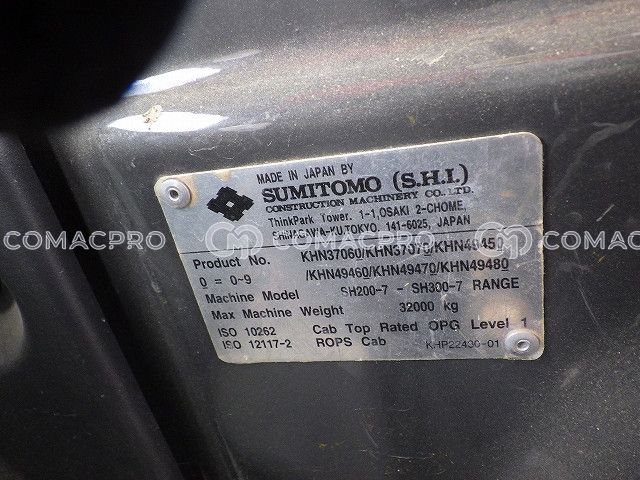 MADE IN JAPAN BY
SUMITOMO (S.H.I.)
CONSTRUCTION MACHINERY CO., LTD.
ThinkPark Tower. 1-1,OSAKI 2-CHOME,
SHINAGAWA-KU,TOKYO, 141-6025, JAPAN
Product No. KHN37060/KHN37070/KHN49450
0 = 0~9 /KHN49460/KHN49470/KHN49480
Machine Model SH200-7 - SH300-7 RANGE
Max Machine Weight 32000 kg
ISO 10262 Cab Top Rated OPG Level 1
ISO 12117-2 ROPS Cab KHP22430-01
COMACPRO COMACPRO COMACPRO